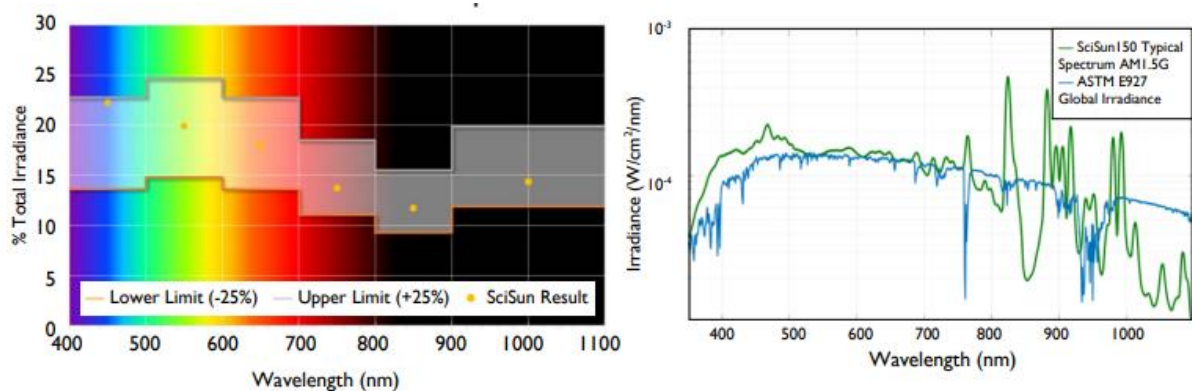 30
25
20
15
10
5
0
% Total Irradiance
Lower Limit (-25%) Upper Limit (+25%) SciSun Result
400 500 600 700 800 900 1000 1100
Wavelength (nm)
10-3
10-4
Irradiance (W/cm2/nm)
SciSun150 Typical
Spectrum AM1.5G
ASTM E927
Global Irradiance
400 500 600 700 800 900 1000
Wavelength (nm)